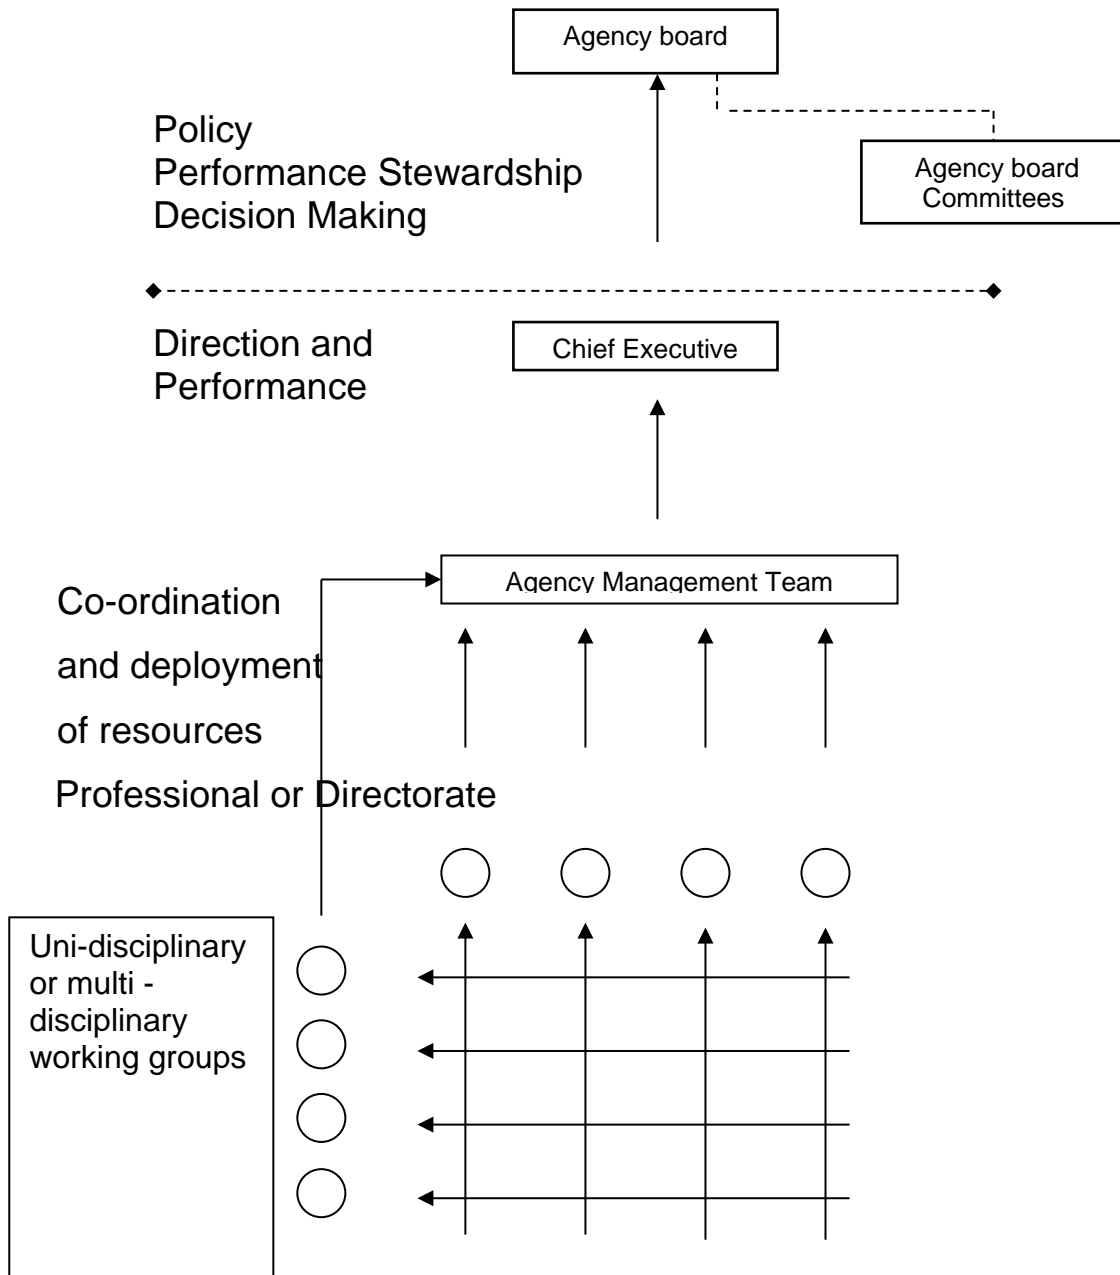 Agency board
Policy
Performance Stewardship
Decision Making
Agency board
Committees
Direction and
Performance
Chief Executive
Agency Management Team
Co-ordination
and deployment
of resources
Professional or Directorate
Uni-disciplinary
or multi -
disciplinary
working groups